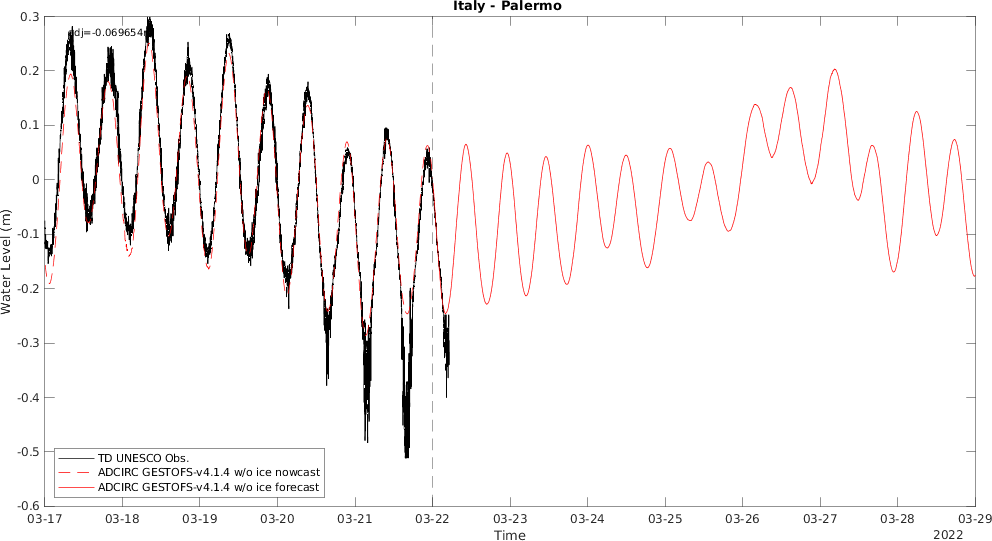 Italy - Palermo
adj=-0.069654m
0.3
0.2
0.1
0
-0.1
-0.2
-0.3
-0.4
-0.5
-0.6
Water Level (m)
TD UNESCO Obs.
ADCIRC GESTOFS-v4.1.4 w/o ice nowcast
ADCIRC GESTOFS-v4.1.4 w/o ice forecast
03-17 03-18 03-19 03-20 03-21 03-22 03-23 03-24 03-25 03-26 03-27 03-28 03-29
Time
2022